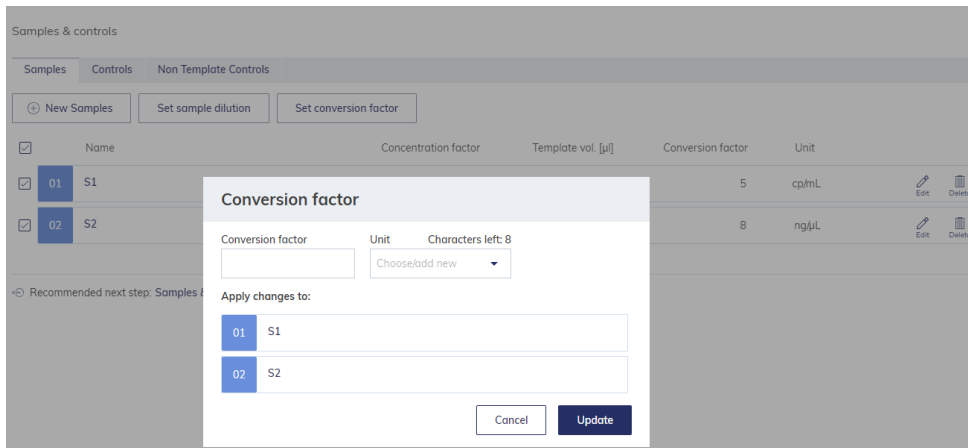 Samples & controls
Samples Controls Non Template Controls
New Samples Set sample dilution Set conversion factor
Name Concentration factor Template vol. [µl] Conversion factor Unit
01 S1 5 cp/mL Edit Delete
02 S2 8 ng/µL Edit Delete
Recommended next step: Samples &
Conversion factor
Conversion factor Unit Characters left: 8
Choose/add new
Apply changes to:
01 S1
02 S2
Cancel Update